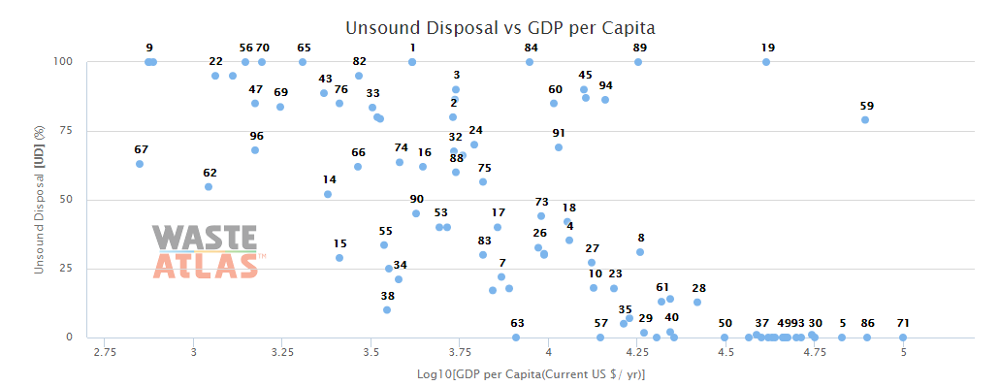 Unsound Disposal vs GDP per Capita
9 56 70 65 1 84 89 19
100
22 82
3 45
43 94
47 69 76 33 60
2 59
75
24 91
96 32
67 66 74 16 88
62 75
14
50
90 53 73
17 18
4
55 83 26 8
15 27
25
34 7
38 10 23 61 28
35
0
63 57 29 40 50 37 49 93 30 5 86 71
2.75 3 3.25 3.5 3.75 4 4.25 4.5 4.75 5
Unsound Disposal [UD] (%)
Log10[GDP per Capita(Current US $/ yr)]
WASTE
ATLAS™